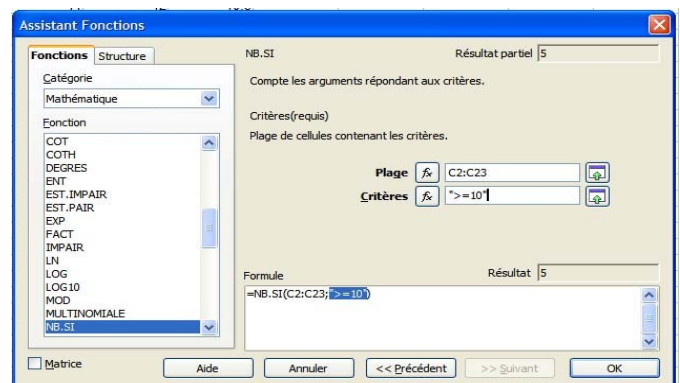 Assistant Fonctions
Fonctions Structure
Catégorie
Mathématique
Fonction
COT
COTH
DEGRES
ENT
EST.IMPAIR
EST.PAIR
EXP
FACT
IMPAIR
LN
LOG
LOG10
MOD
MULTINOMIALE
NB.SI
NB.SI Résultat partiel 5
Compte les arguments répondant aux critères.
Critères(requis)
Plage de cellules contenant les critères.
Plage fx C2:C23
Critères fx ">=10"
Formule Résultat 5
=NB.SI(C2:C23;">=10")
Matrice Aide Annuler << Précédent >> Suivant OK